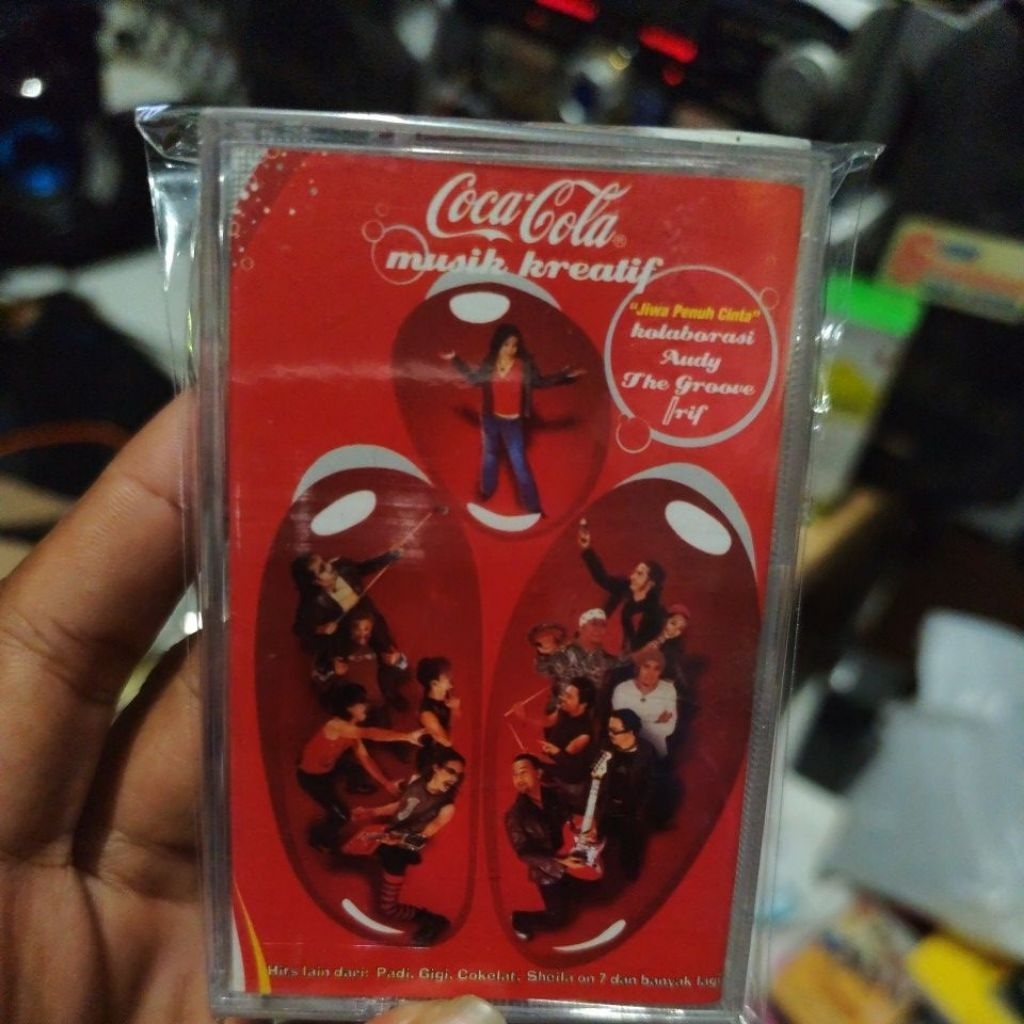 Coca-Cola®
musik kreatif
"Jiwa Penuh Cinta"
kolaborasi
Audy
The Groove
/rif
Hits lain dari: Padi, Gigi, Cokelat, Sheila on 7 dan banyak lagi